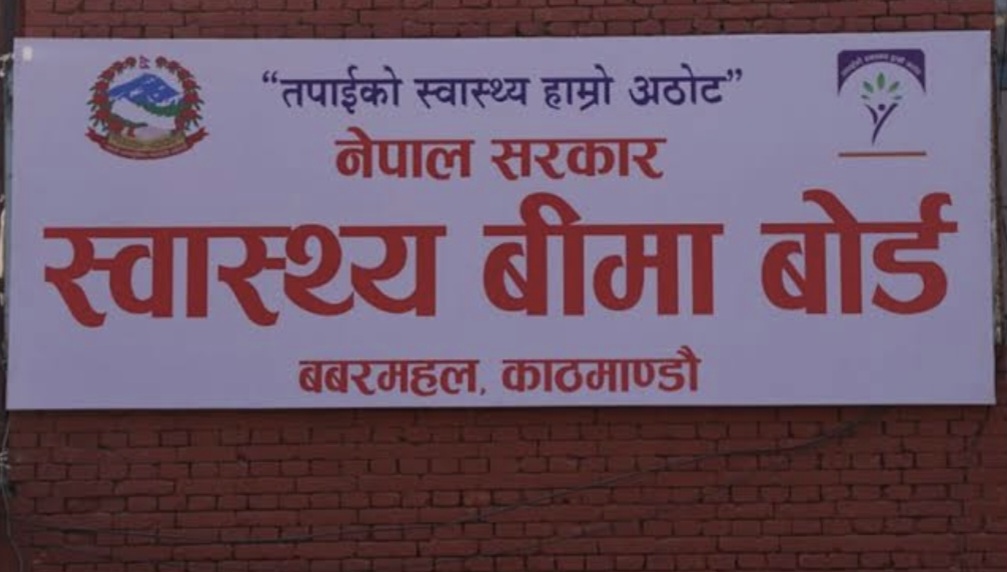 “तपाईको स्वास्थ्य हाम्रो अठोट”
नेपाल सरकार
स्वास्थ्य बीमा बोर्ड
बबरमहल, काठमाण्डौ